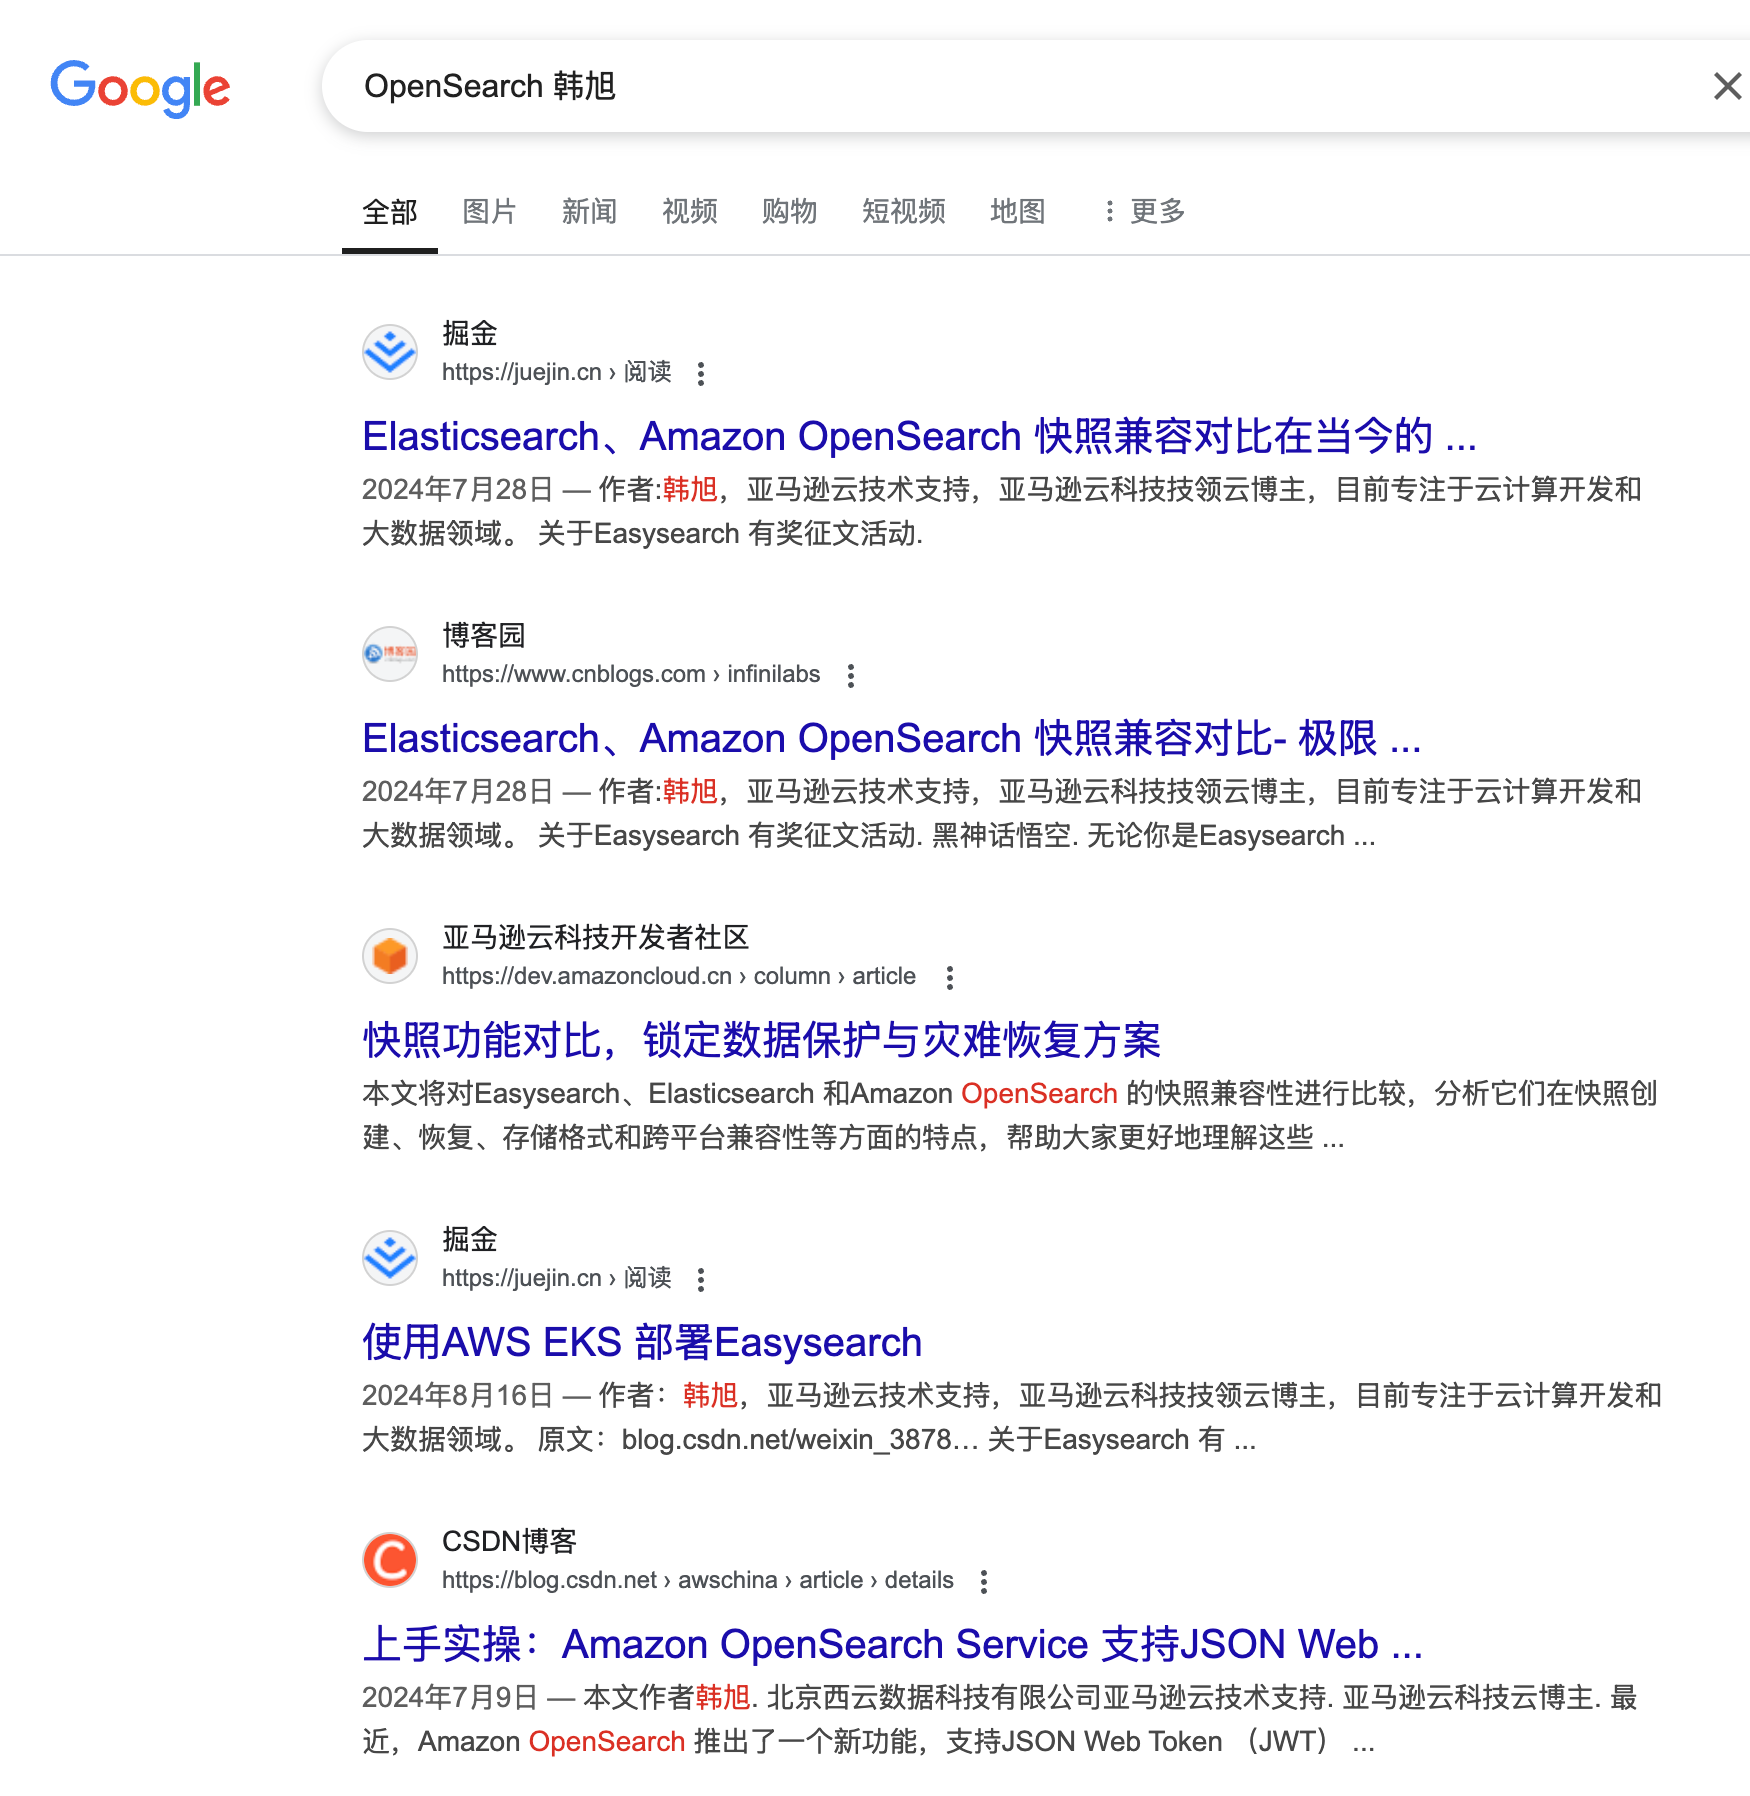 Google
OpenSearch 韩旭
全部 图片 新闻 视频 购物 短视频 地图 更多
掘金
https://juejin.cn › 阅读
Elasticsearch、Amazon OpenSearch 快照兼容对比在当今的 ...
2024年7月28日 — 作者:韩旭，亚马逊云技术支持，亚马逊云科技技领云博主，目前专注于云计算开发和
大数据领域。 关于Easysearch 有奖征文活动.
博客园
https://www.cnblogs.com › infinilabs
Elasticsearch、Amazon OpenSearch 快照兼容对比- 极限 ...
2024年7月28日 — 作者:韩旭，亚马逊云技术支持，亚马逊云科技技领云博主，目前专注于云计算开发和
大数据领域。 关于Easysearch 有奖征文活动. 黑神话悟空. 无论你是Easysearch ...
亚马逊云科技开发者社区
https://dev.amazoncloud.cn › column › article
快照功能对比，锁定数据保护与灾难恢复方案
本文将对Easysearch、Elasticsearch 和Amazon OpenSearch 的快照兼容性进行比较，分析它们在快照创
建、恢复、存储格式和跨平台兼容性等方面的特点，帮助大家更好地理解这些 ...
掘金
https://juejin.cn › 阅读
使用AWS EKS 部署Easysearch
2024年8月16日 — 作者：韩旭，亚马逊云技术支持，亚马逊云科技技领云博主，目前专注于云计算开发和
大数据领域。 原文：blog.csdn.net/weixin_3878… 关于Easysearch 有 ...
CSDN博客
https://blog.csdn.net › awschina › article › details
上手实操：Amazon OpenSearch Service 支持JSON Web ...
2024年7月9日 — 本文作者韩旭. 北京西云数据科技有限公司亚马逊云技术支持. 亚马逊云科技云博主. 最
近，Amazon OpenSearch 推出了一个新功能，支持JSON Web Token （JWT） ...